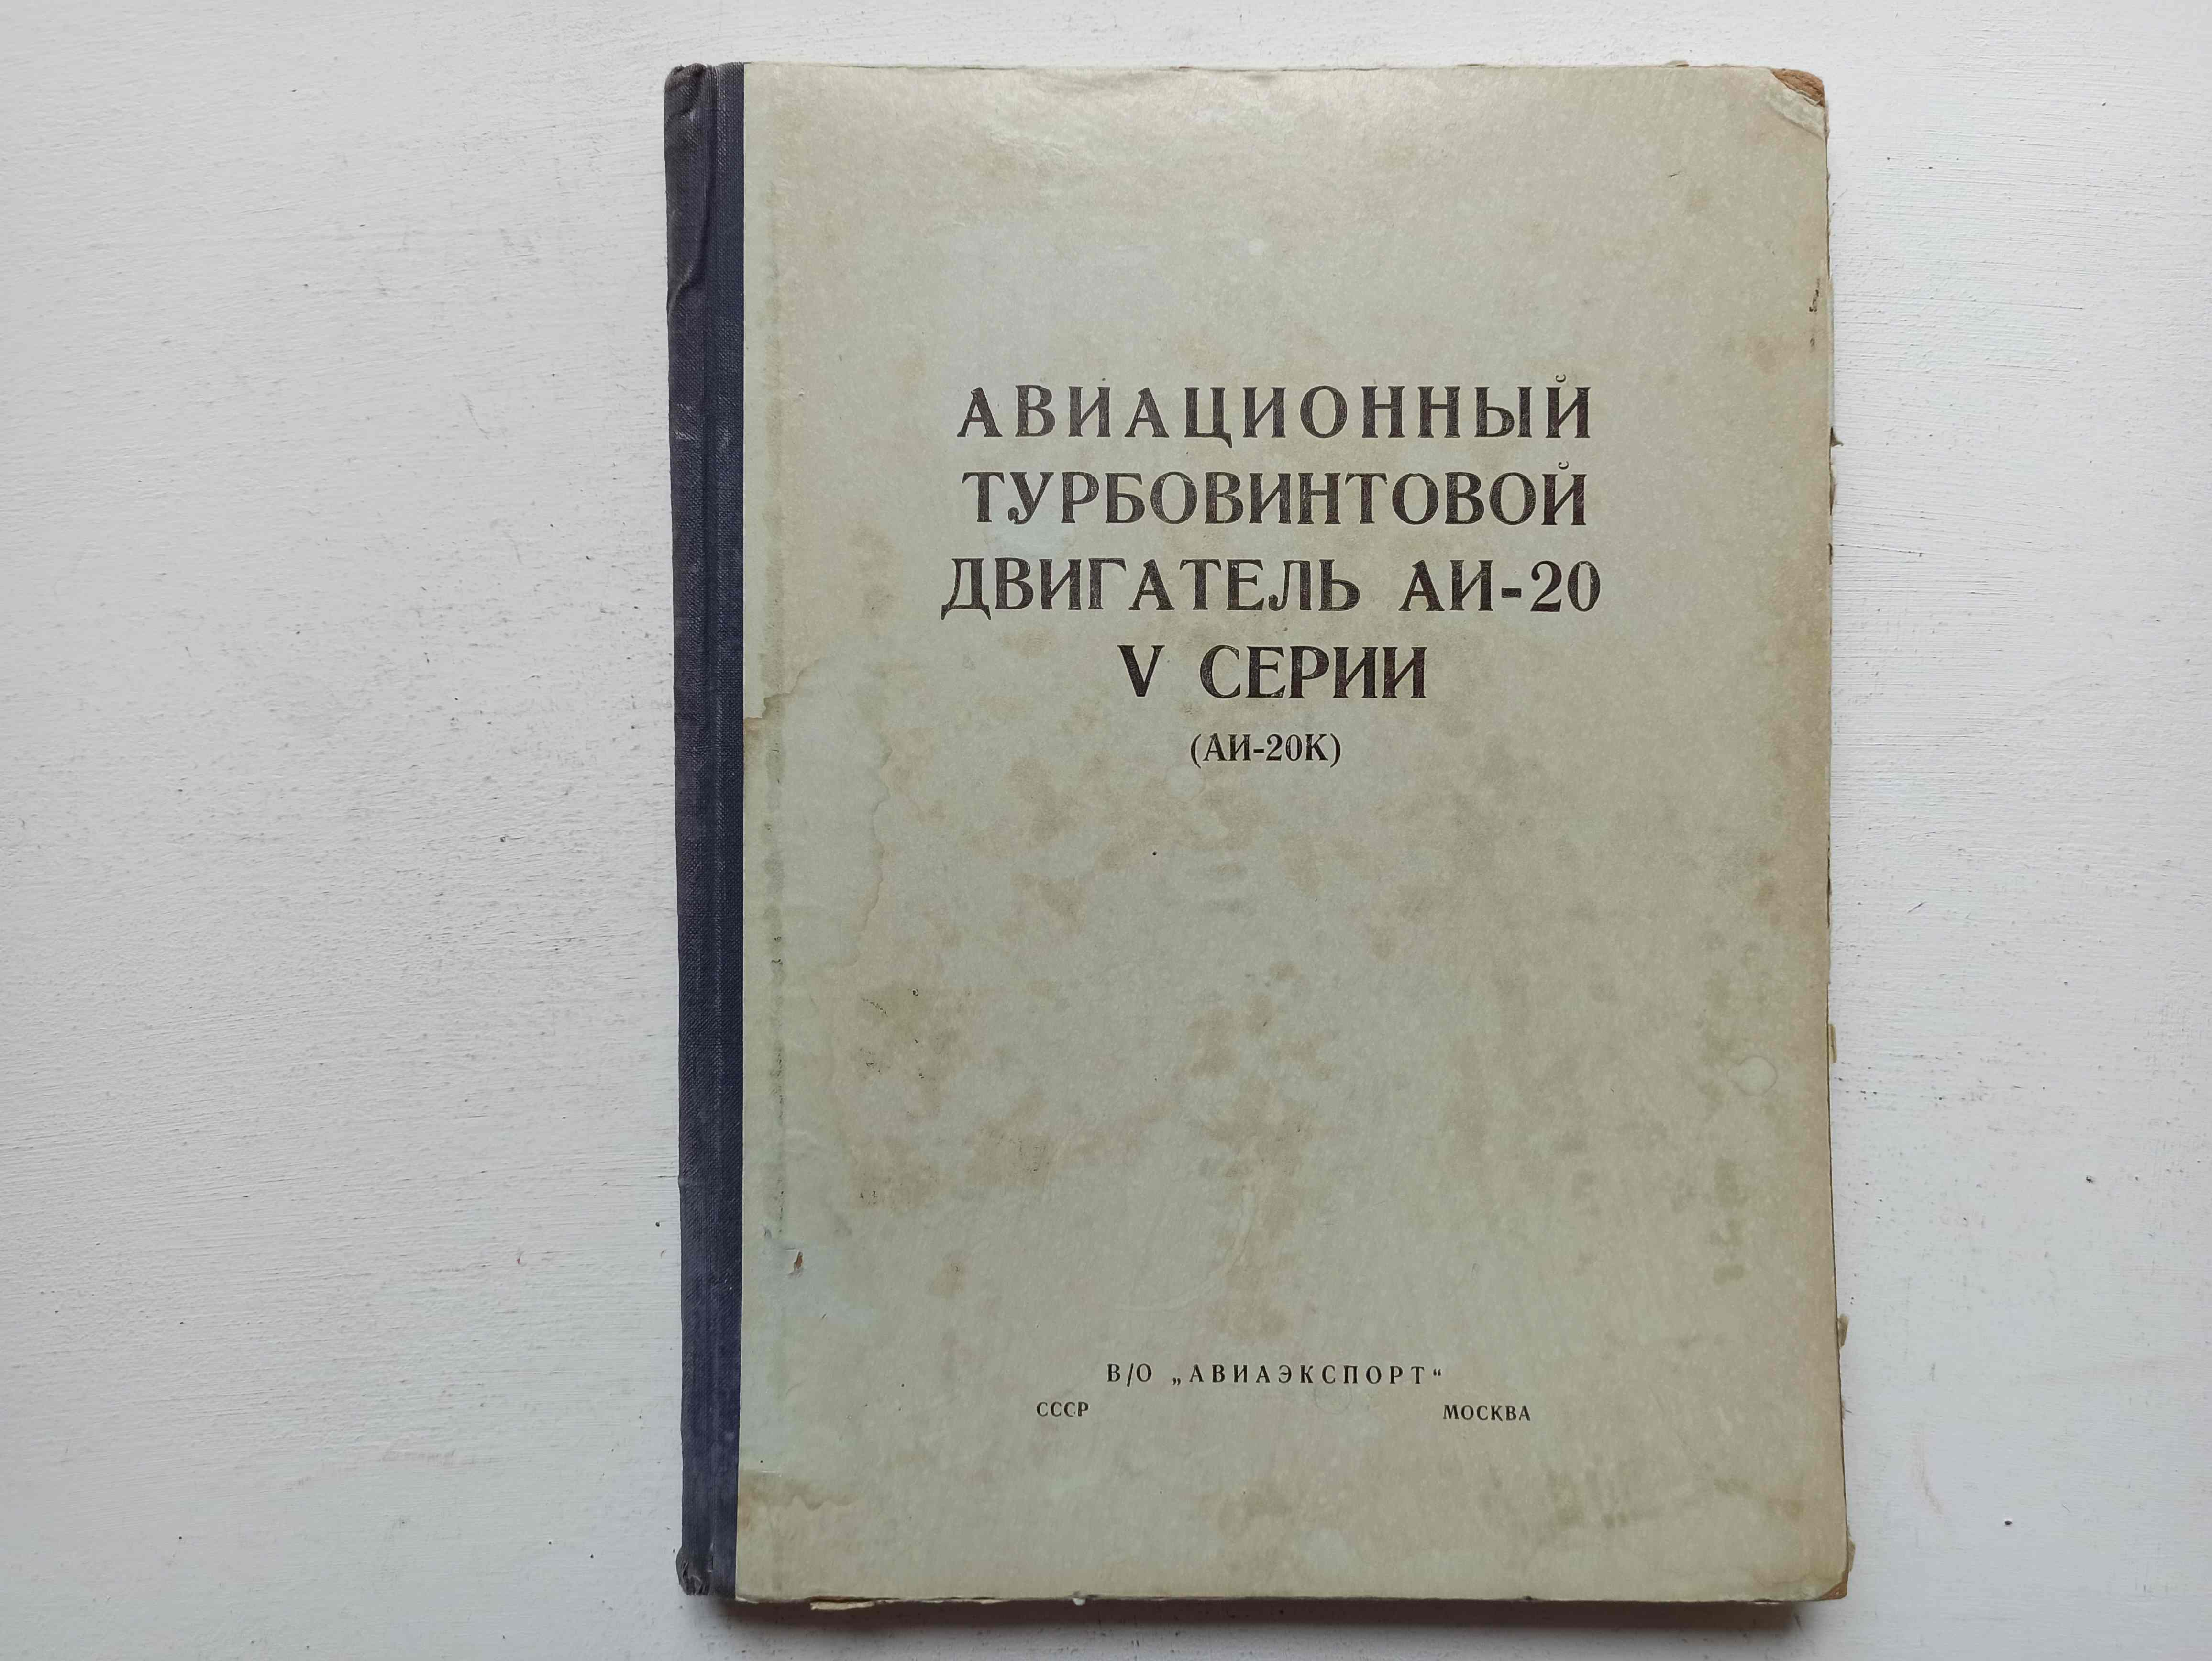 АВИАЦИОННЫЙ
ТУРБОВИНТОВОЙ
ДВИГАТЕЛЬ АИ-20
V СЕРИИ
(АИ-20К)
В/О „АВИАЭКСПОРТ“
СССР МОСКВА